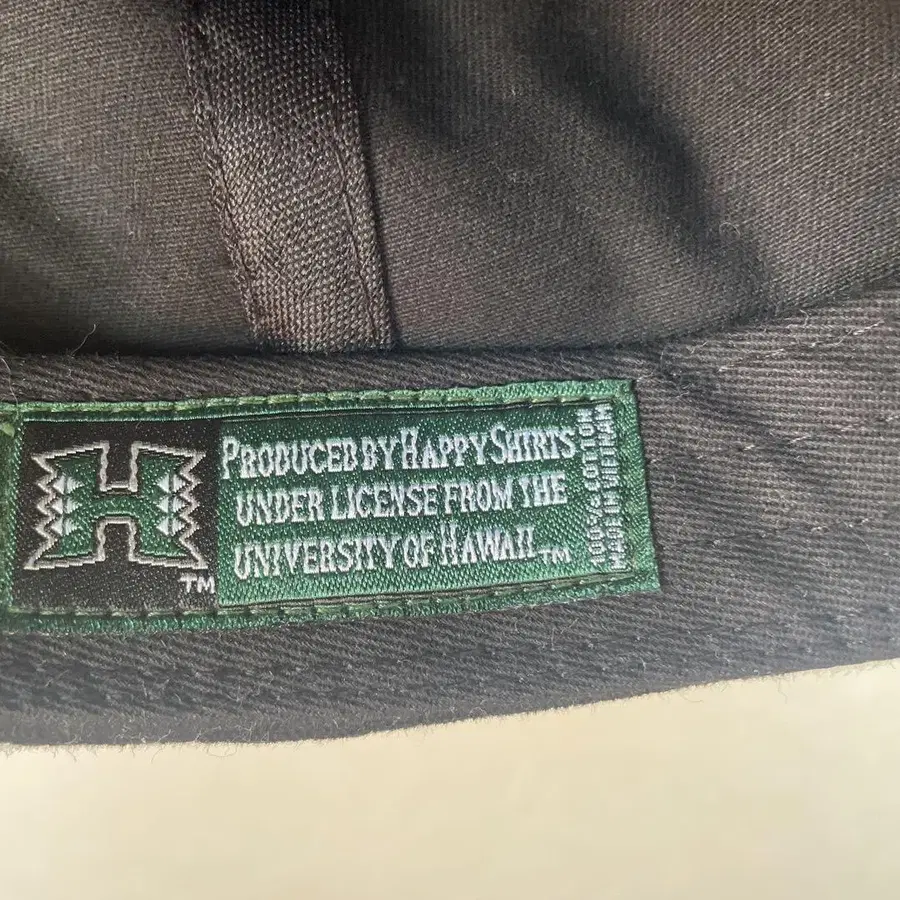 H
TM
PRODUCED BY HAPPY SHIRTS
UNDER LICENSE FROM THE
UNIVERSITY OF HAWAII TM
100% COTTON
MADE IN VIETNAM